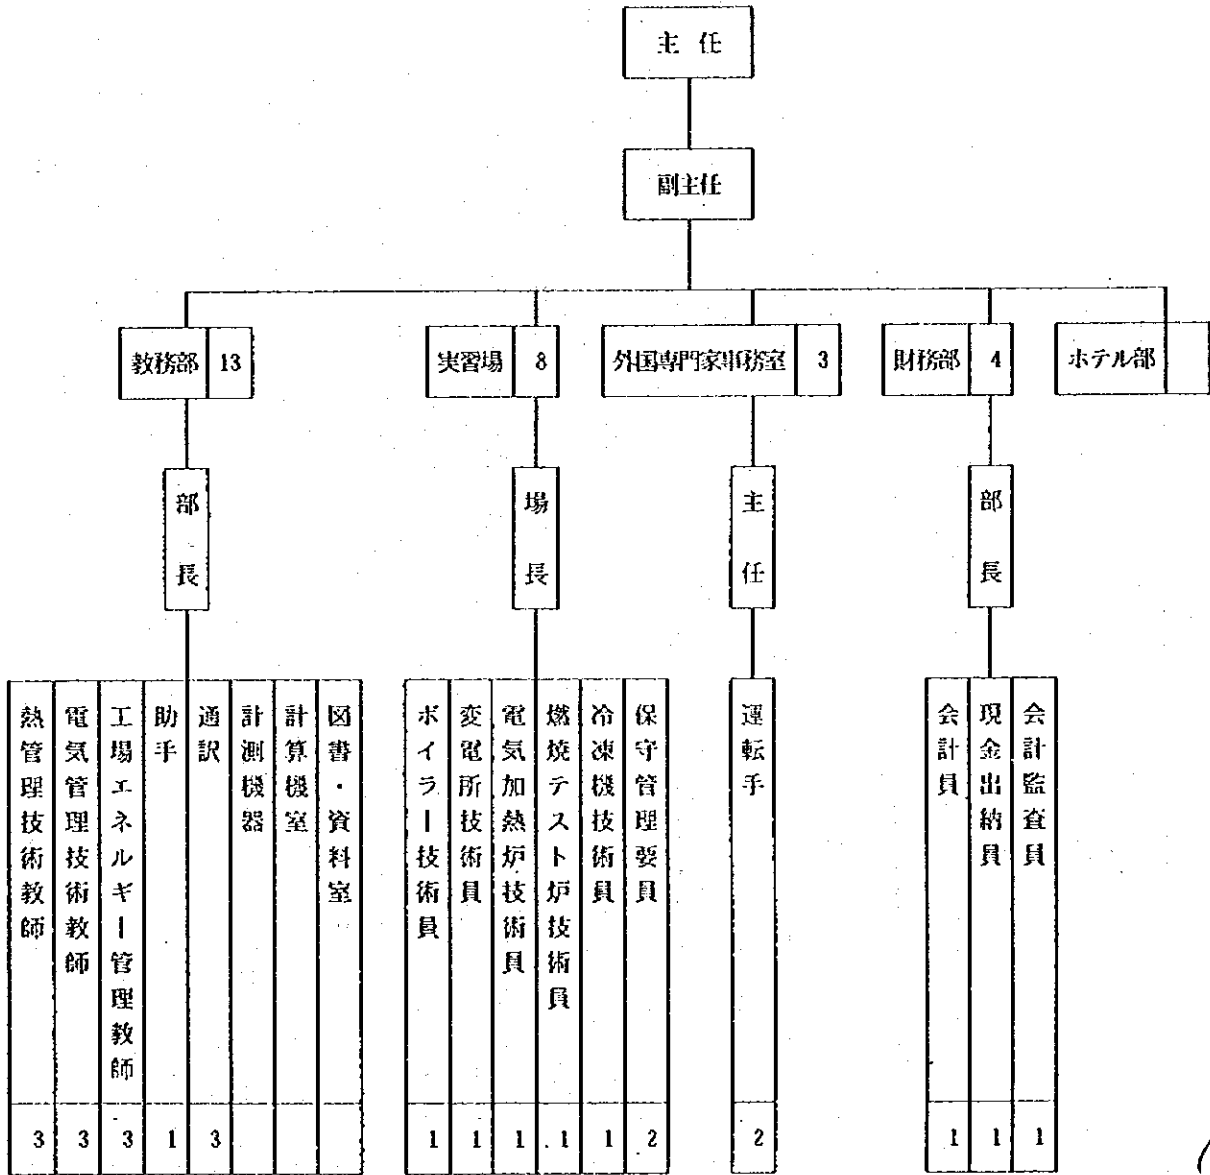 主任
副主任
教務部 13
実習場 8
外国専門家事務室 3
財務部 4
ホテル部
部長
場長
主任
部長
熱管理技術教師 3
電気管理技術教師 3
工場エネルギー管理教師 3
助手 1
通訳 3
計測機器
計算機室
図書・資料室
ボイラー技術員 1
変電所技術員 1
電気加熱炉技術員 1
燃焼テスト炉技術員 1
冷凍機技術員 1
保守管理要員 2
運転手 2
会計員 1
現金出納員 1
会計監査員 1